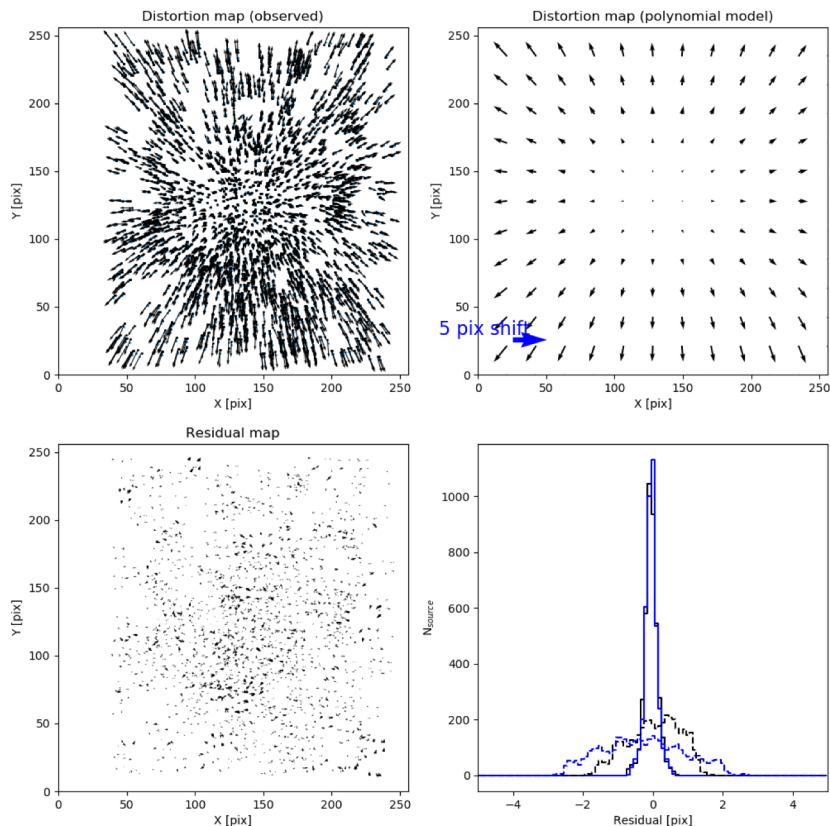 Distortion map (observed)
250
200
150
100
50
0
0 50 100 150 200 250
Y [pix]
X [pix]
Distortion map (polynomial model)
250
200
150
100
50
0
0 50 100 150 200 250
Y [pix]
X [pix]
5 pix shift
Residual map
250
200
150
100
50
0
0 50 100 150 200 250
Y [pix]
X [pix]
1000
800
600
400
200
0
−4 −2 0 2 4
Nsource
Residual [pix]